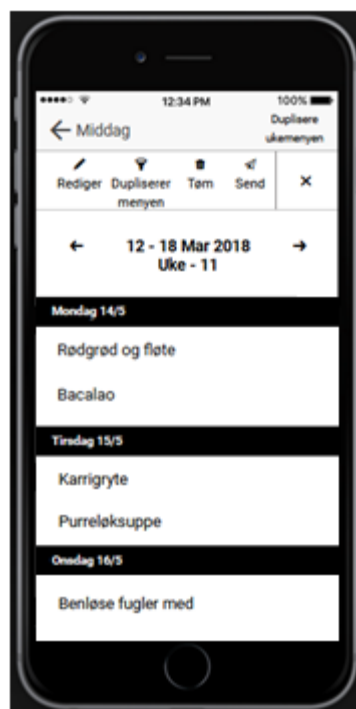 12:34 PM
100%
← Middag
Duplisere
ukemenyen
Rediger Dupliserer Tøm Send ×
menyen
← 12 - 18 Mar 2018 →
Uke - 11
Mondag 14/5
Rødgrød og fløte
Bacalao
Tirsdag 15/5
Karrigryte
Purreløksuppe
Onsdag 16/5
Benløse fugler med